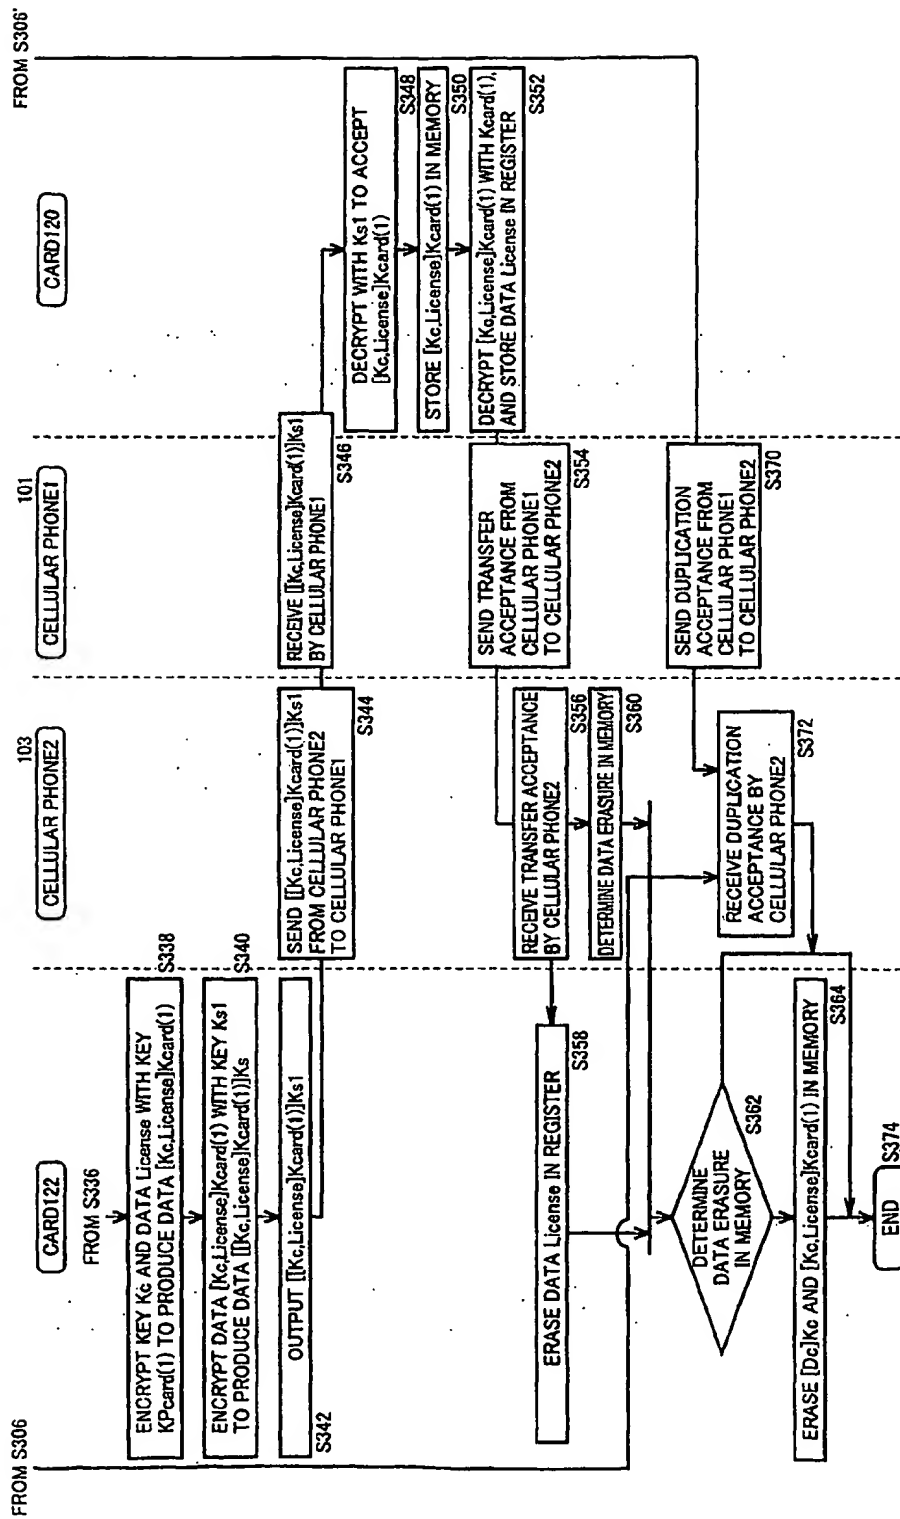 FROM S306
FROM S306'
CARD122
103
CELLULAR PHONE2
101
CELLULAR PHONE1
CARD120
FROM S336
ENCRYPT KEY Kc AND DATA License WITH KEY
KPcard(1) TO PRODUCE DATA [Kc,License]Kcard(1)
S338
ENCRYPT DATA [Kc,License]Kcard(1) WITH KEY Ks1
TO PRODUCE DATA [[Kc,License]Kcard(1)]Ks
S340
OUTPUT [[Kc,License]Kcard(1)]Ks1
S342
SEND [[Kc,License]Kcard(1)]Ks1
FROM CELLULAR PHONE2
TO CELLULAR PHONE1
S344
RECEIVE [[Kc,License]Kcard(1)]Ks1
BY CELLULAR PHONE1
S346
DECRYPT WITH Ks1 TO ACCEPT
[Kc,License]Kcard(1)
S348
STORE [Kc,License]Kcard(1) IN MEMORY
S350
DECRYPT [Kc,License]Kcard(1) WITH Kcard(1),
AND STORE DATA License IN REGISTER
S352
SEND TRANSFER
ACCEPTANCE FROM
CELLULAR PHONE1
TO CELLULAR PHONE2
S354
RECEIVE TRANSFER ACCEPTANCE
BY CELLULAR PHONE2
S356
ERASE DATA License IN REGISTER
S358
DETERMINE DATA ERASURE IN MEMORY
S360
DETERMINE
DATA ERASURE
IN MEMORY
S362
ERASE [Dc]Kc AND [Kc,License]Kcard(1) IN MEMORY
S364
SEND DUPLICATION
ACCEPTANCE FROM
CELLULAR PHONE1
TO CELLULAR PHONE2
S370
RECEIVE DUPLICATION
ACCEPTANCE BY
CELLULAR PHONE2
S372
END
S374